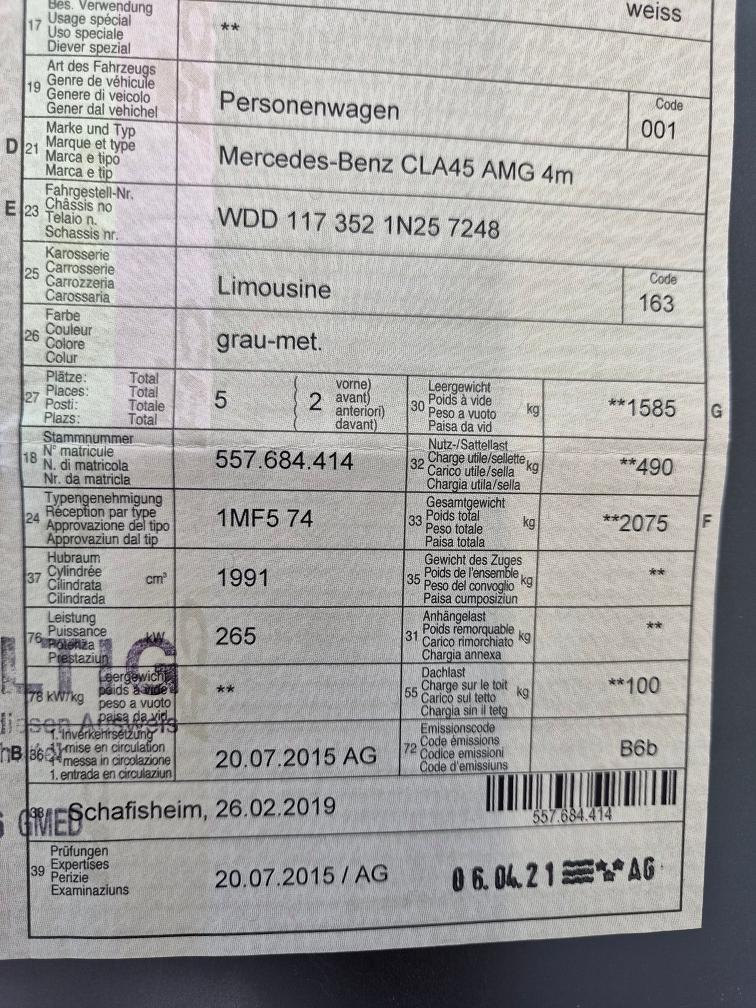 Bes. Verwendung
17 Usage spécial
Uso speciale
Diever spezial
**
weiss
Art des Fahrzeugs
19 Genre de véhicule
Genere di veicolo
Gener dal vehichel
Personenwagen
Code
001
D 21 Marke und Typ
Marque et type
Marca e tipo
Marca e tip
Mercedes-Benz CLA45 AMG 4m
E 23 Fahrgestell-Nr.
Châssis no
Telaio n.
Schassis nr.
WDD 117 352 1N25 7248
25 Karosserie
Carrosserie
Carrozzeria
Carossaria
Limousine
Code
163
26 Farbe
Couleur
Colore
Colur
grau-met.
27 Plätze: Total
Places: Total
Posti: Totale
Plazs: Total
5 ( 2 vorne)
avant)
anteriori)
davant)
30 Leergewicht
Poids à vide
Peso a vuoto
Paisa da vid
kg **1585 G
18 Stammnummer
N° matricule
N. di matricola
Nr. da matricla
557.684.414
32 Nutz-/Sattellast
Charge utile/sellette
Carico utile/sella
Chargia utila/sella
kg **490
24 Typengenehmigung
Réception par type
Approvazione del tipo
Approvaziun dal tip
1MF5 74
33 Gesamtgewicht
Poids total
Peso totale
Paisa totala
kg **2075 F
37 Hubraum
Cylindrée
Cilindrata
Cilindrada
cm³ 1991
35 Gewicht des Zuges
Poids de l'ensemble
Peso del convoglio
Paisa cumposiziun
kg **
76 Leistung
Puissance
Potenza
Prestaziun
kW 265
31 Anhängelast
Poids remorquable
Carico rimorchiato
Chargia annexa
kg **
78 kW/kg Leergewicht
poids à vide
peso a vuoto
paisa da vid
**
55 Dachlast
Charge sur le toit
Carico sul tetto
Chargia sin il tetg
kg **100
B 36 1. Inverkehrsetzung
mise en circulation
messa in circolazione
1. entrada en circulaziun
20.07.2015 AG
72 Emissionscode
Code émissions
Codice emissioni
Code d'emissiuns
B6b
38 Schafisheim, 26.02.2019
557.684.414
39 Prüfungen
Expertises
Perizie
Examinaziuns
20.07.2015 / AG
06.04.21 AG